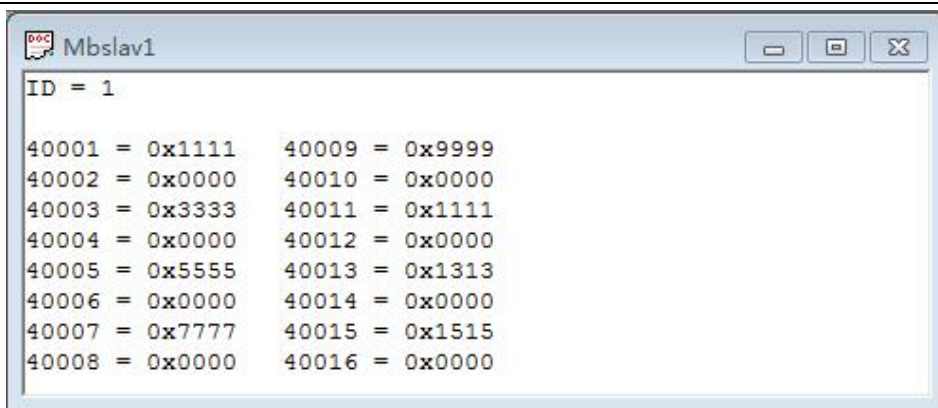 DOC
Mbslav1
ID = 1
40001 = 0x1111   40009 = 0x9999
40002 = 0x0000   40010 = 0x0000
40003 = 0x3333   40011 = 0x1111
40004 = 0x0000   40012 = 0x0000
40005 = 0x5555   40013 = 0x1313
40006 = 0x0000   40014 = 0x0000
40007 = 0x7777   40015 = 0x1515
40008 = 0x0000   40016 = 0x0000